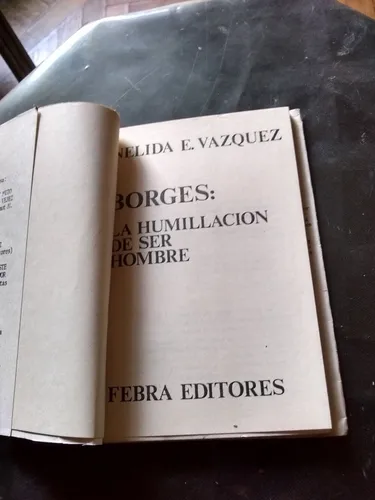 NELIDA E. VAZQUEZ
BORGES:
LA HUMILLACION
DE SER
HOMBRE
FEBRA EDITORES